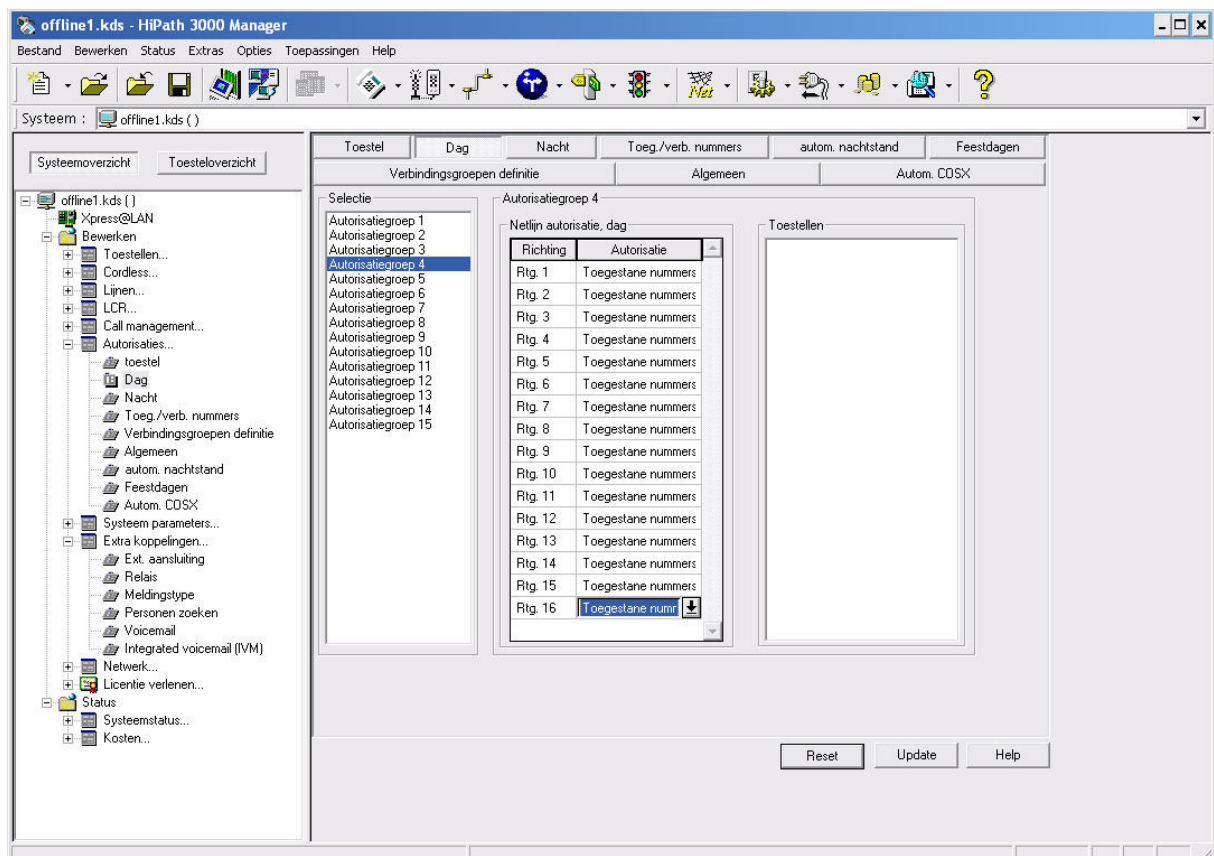 offline1.kds - HiPath 3000 Manager
Bestand Bewerken Status Extras Opties Toepassingen Help
Net
Systeem : offline1.kds ( )
Systeemoverzicht Toesteloverzicht
offline1.kds ( )
Xpress@LAN
Bewerken
Toestellen...
Cordless...
Lijnen...
LCR...
Call management...
Autorisaties...
toestel
Dag
Nacht
Toeg./verb. nummers
Verbindingsgroepen definitie
Algemeen
autom. nachtstand
Feestdagen
Autom. COSX
Systeem parameters...
Extra koppelingen...
Ext. aansluiting
Relais
Meldingstype
Personen zoeken
Voicemail
Integrated voicemail (IVM)
Netwerk...
Licentie verlenen...
Status
Systeemstatus...
Kosten...
Toestel Dag Nacht Toeg./verb. nummers autom. nachtstand Feestdagen
Verbindingsgroepen definitie Algemeen Autom. COSX
Selectie
Autorisatiegroep 1
Autorisatiegroep 2
Autorisatiegroep 3
Autorisatiegroep 4
Autorisatiegroep 5
Autorisatiegroep 6
Autorisatiegroep 7
Autorisatiegroep 8
Autorisatiegroep 9
Autorisatiegroep 10
Autorisatiegroep 11
Autorisatiegroep 12
Autorisatiegroep 13
Autorisatiegroep 14
Autorisatiegroep 15
Autorisatiegroep 4
Netlijn autorisatie, dag
Richting Autorisatie
Rtg. 1 Toegestane nummers
Rtg. 2 Toegestane nummers
Rtg. 3 Toegestane nummers
Rtg. 4 Toegestane nummers
Rtg. 5 Toegestane nummers
Rtg. 6 Toegestane nummers
Rtg. 7 Toegestane nummers
Rtg. 8 Toegestane nummers
Rtg. 9 Toegestane nummers
Rtg. 10 Toegestane nummers
Rtg. 11 Toegestane nummers
Rtg. 12 Toegestane nummers
Rtg. 13 Toegestane nummers
Rtg. 14 Toegestane nummers
Rtg. 15 Toegestane nummers
Rtg. 16 Toegestane numr
Toestellen
Reset Update Help